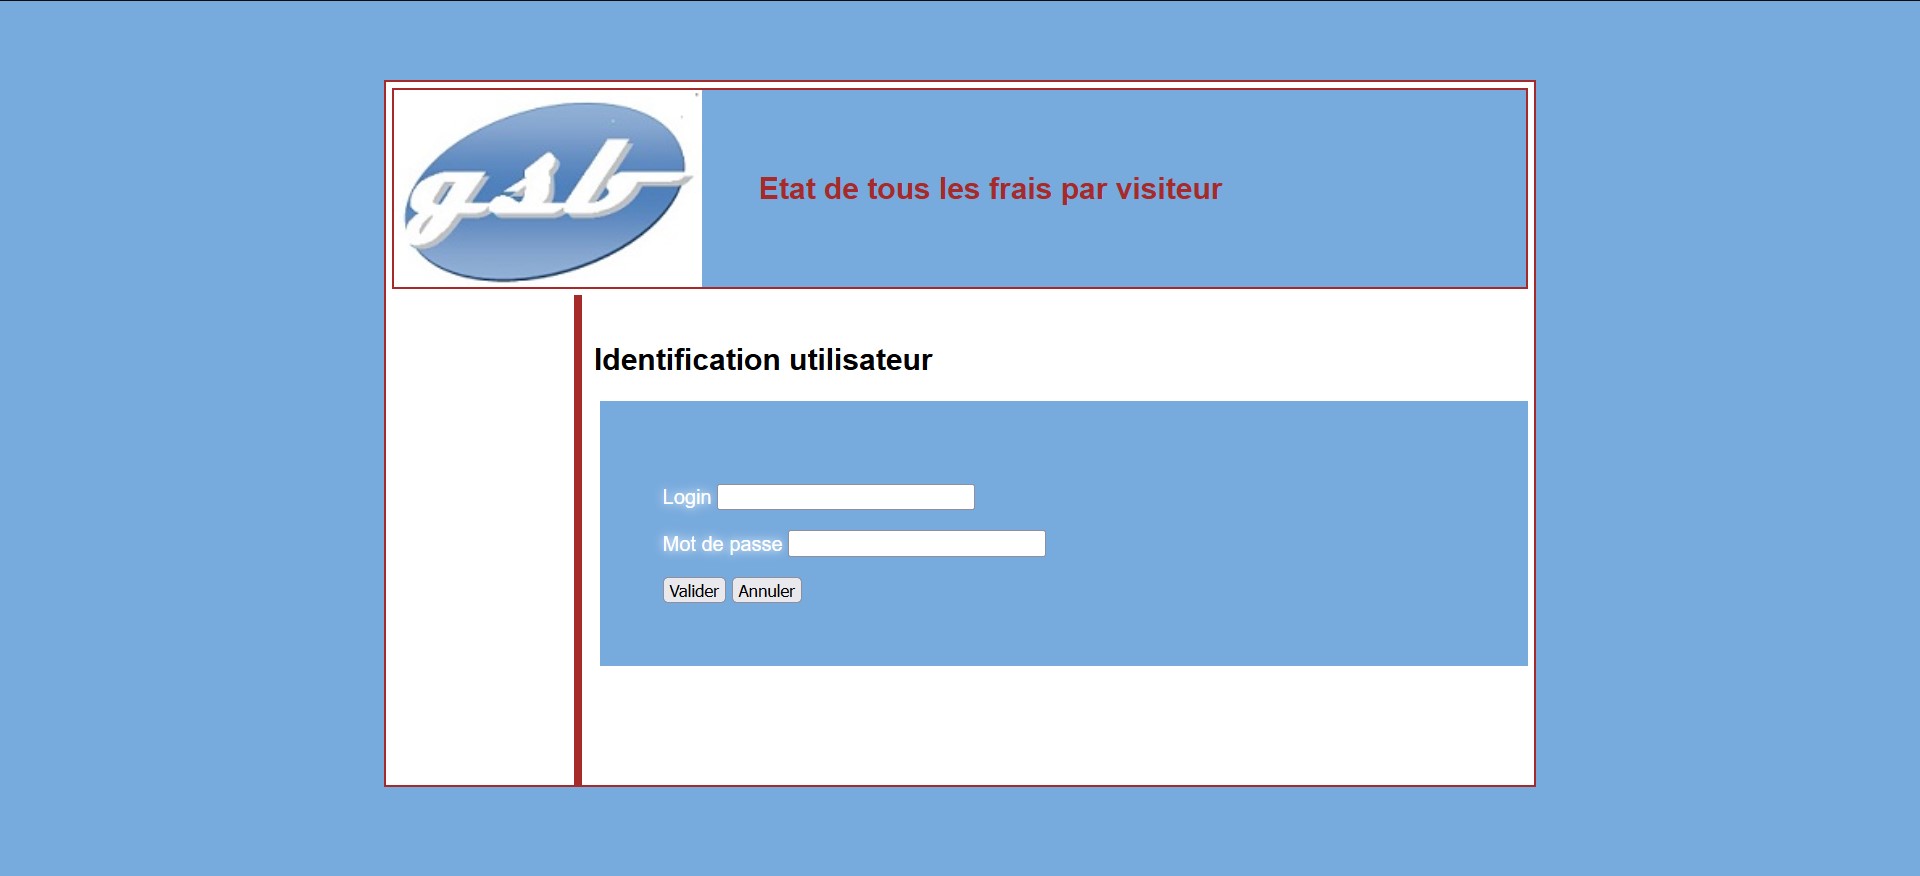 gsb
Etat de tous les frais par visiteur
Identification utilisateur
Login
Mot de passe
Valider Annuler